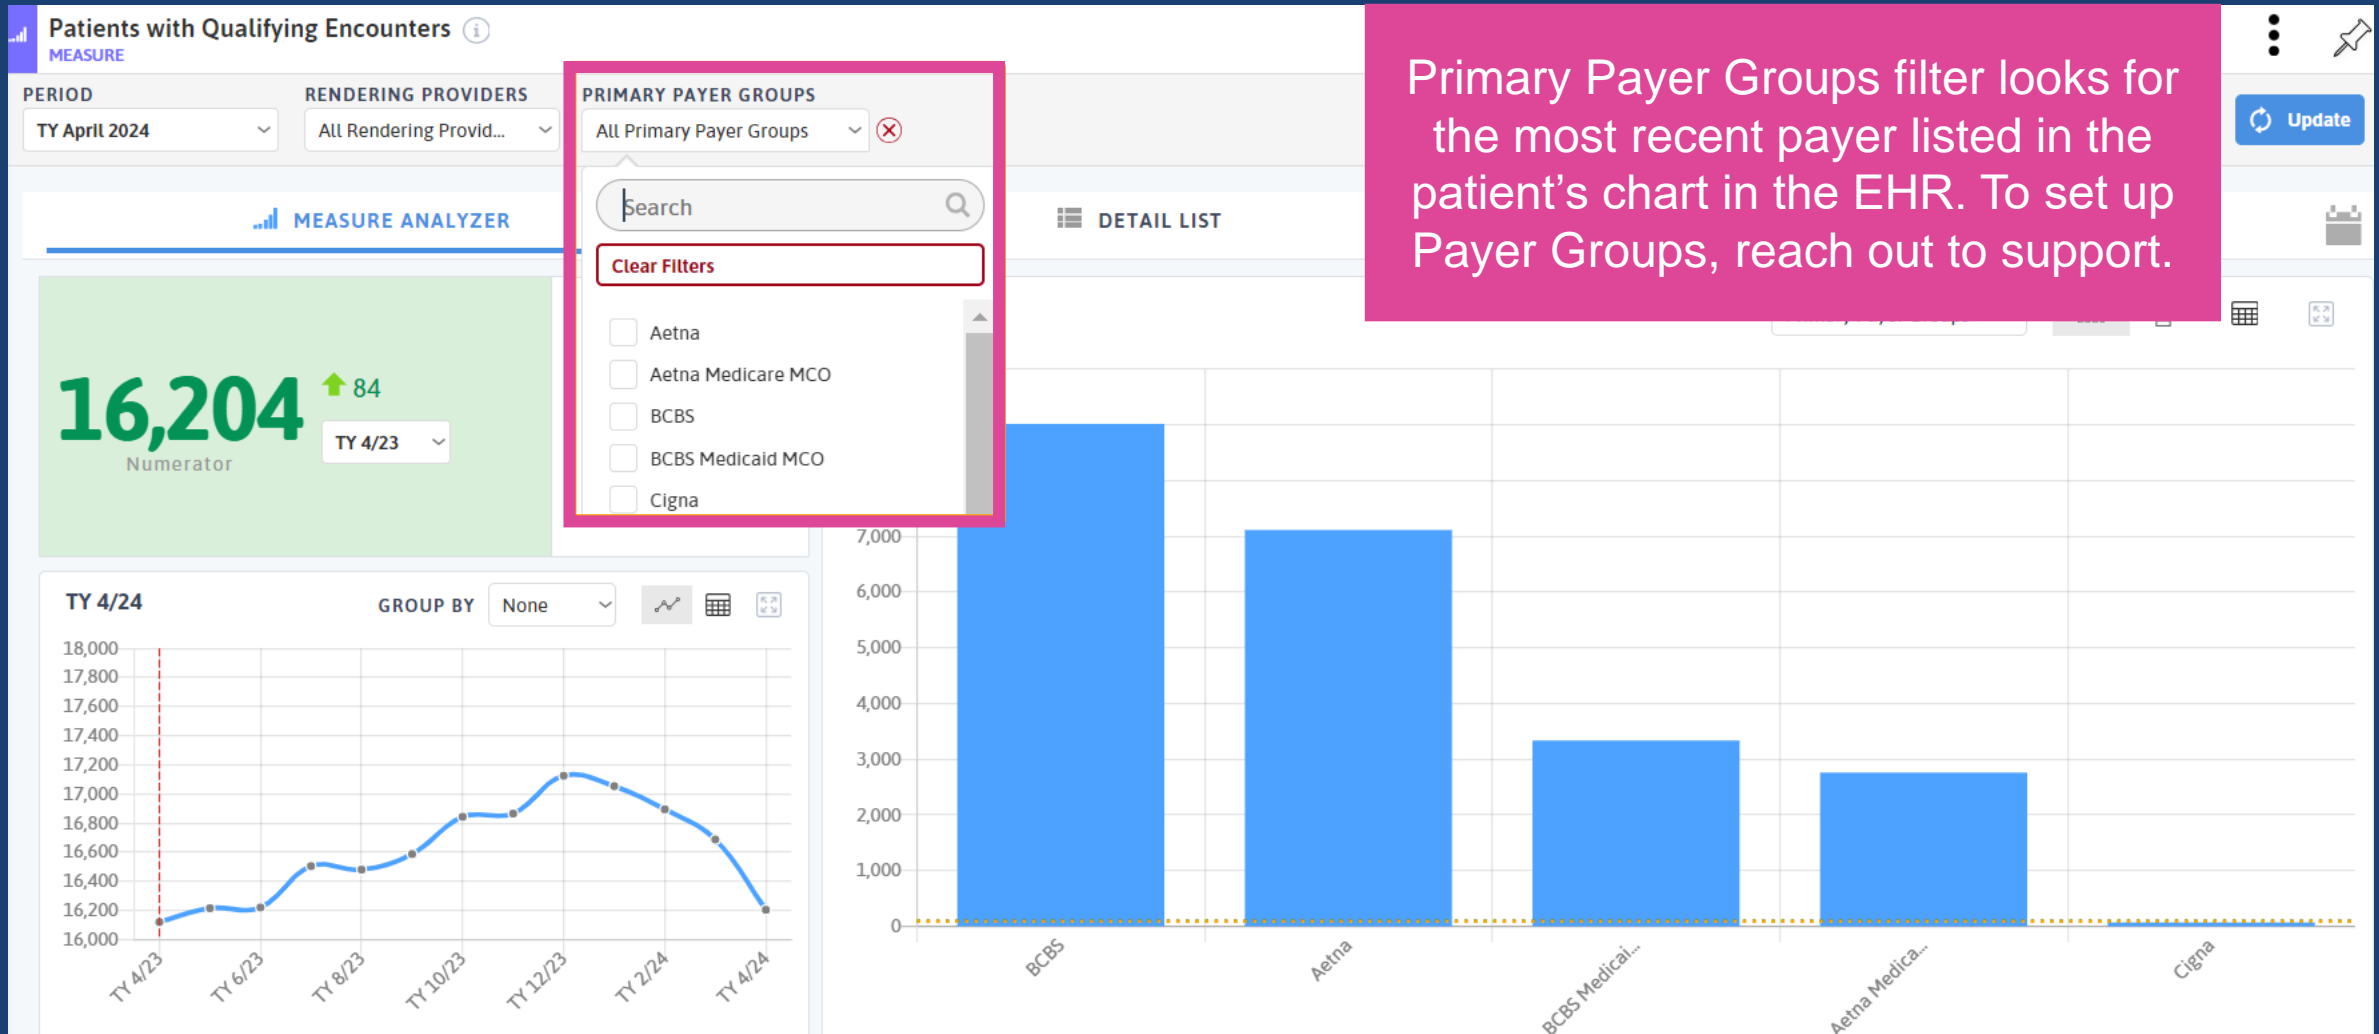 Patients with Qualifying Encounters
MEASURE
Primary Payer Groups filter looks for
the most recent payer listed in the
patient's chart in the EHR. To set up
Payer Groups, reach out to support.
PERIOD
TY April 2024
RENDERING PROVIDERS
All Rendering Provid...
PRIMARY PAYER GROUPS
All Primary Payer Groups
Update
MEASURE ANALYZER
DETAIL LIST
Search
Clear Filters
Aetna
Aetna Medicare MCO
BCBS
BCBS Medicaid MCO
Cigna
16,204
84
TY 4/23
Numerator
TY 4/24
GROUP BY
None
18,000
17,800
17,600
17,400
17,200
17,000
16,800
16,600
16,400
16,200
16,000
TY 4/23
TY 6/23
TY 8/23
TY 10/23
TY 12/23
TY 2/24
TY 4/24
7,000
6,000
5,000
4,000
3,000
2,000
1,000
0
BCBS
Aetna
BCBS Medicai...
Aetna Medica...
Cigna